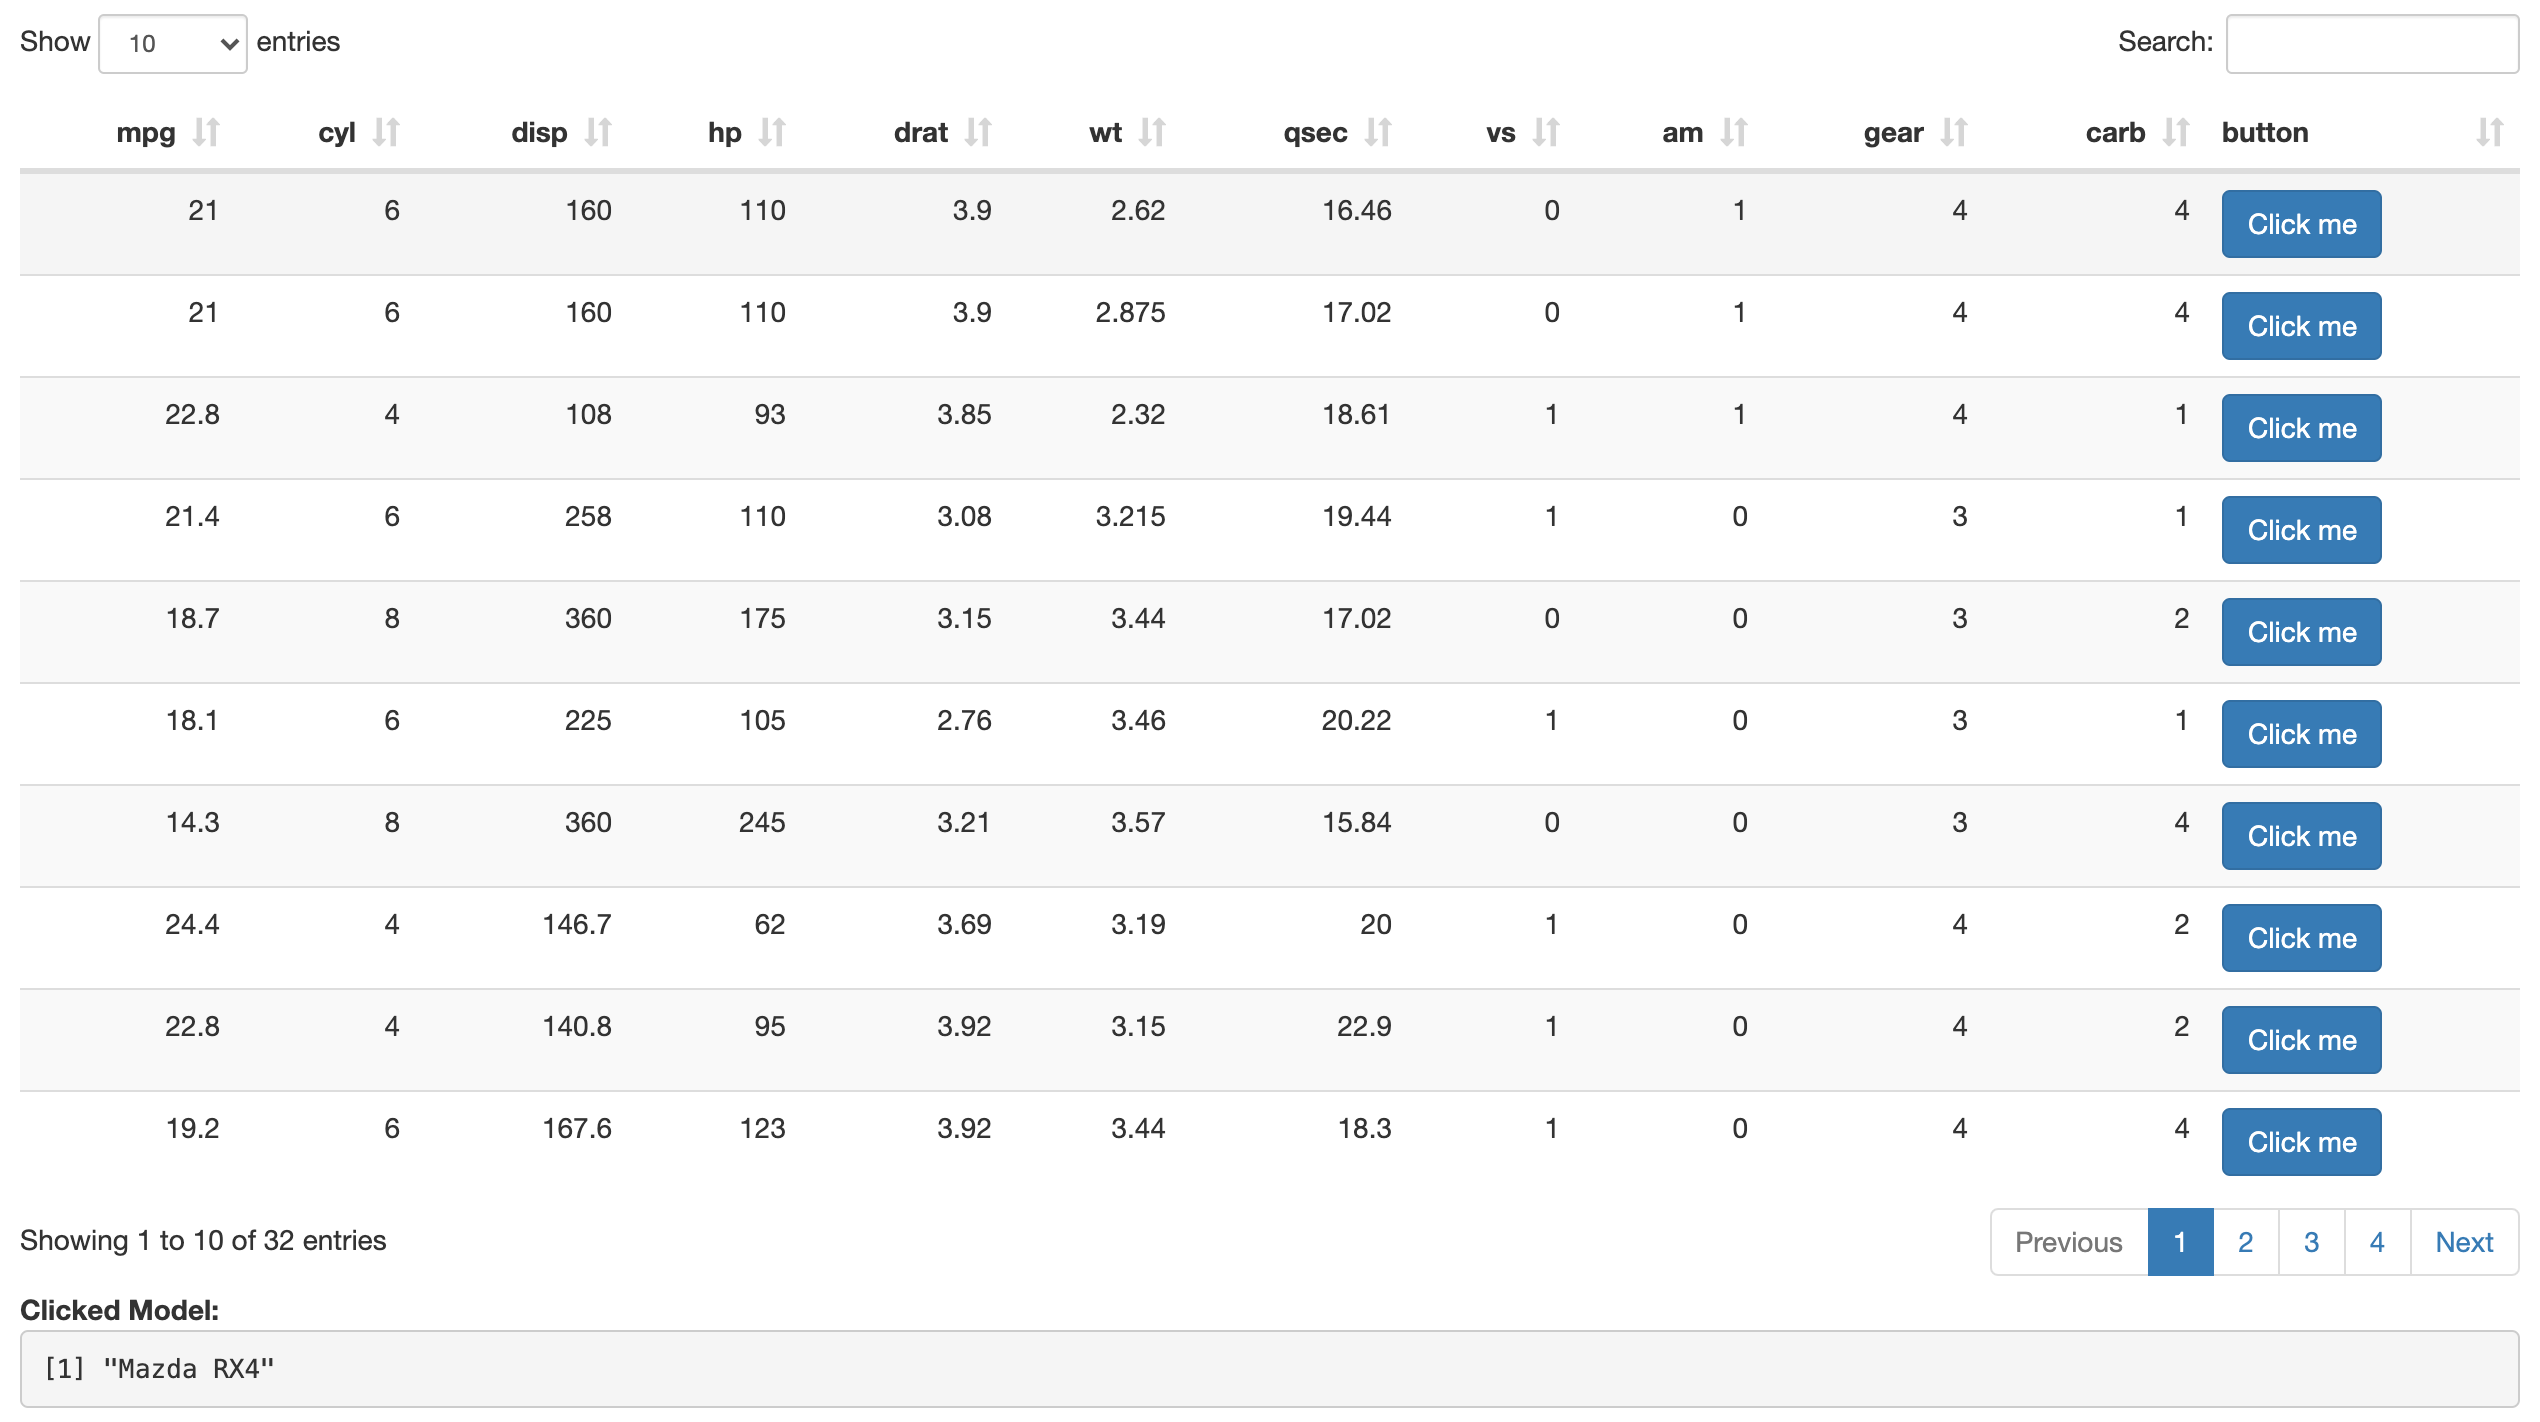 Show 10 entries Search:
mpg cyl disp hp drat wt qsec vs am gear carb button
21 6 160 110 3.9 2.62 16.46 0 1 4 4 Click me
21 6 160 110 3.9 2.875 17.02 0 1 4 4 Click me
22.8 4 108 93 3.85 2.32 18.61 1 1 4 1 Click me
21.4 6 258 110 3.08 3.215 19.44 1 0 3 1 Click me
18.7 8 360 175 3.15 3.44 17.02 0 0 3 2 Click me
18.1 6 225 105 2.76 3.46 20.22 1 0 3 1 Click me
14.3 8 360 245 3.21 3.57 15.84 0 0 3 4 Click me
24.4 4 146.7 62 3.69 3.19 20 1 0 4 2 Click me
22.8 4 140.8 95 3.92 3.15 22.9 1 0 4 2 Click me
19.2 6 167.6 123 3.92 3.44 18.3 1 0 4 4 Click me
Showing 1 to 10 of 32 entries Previous 1 2 3 4 Next
Clicked Model:
[1] "Mazda RX4"